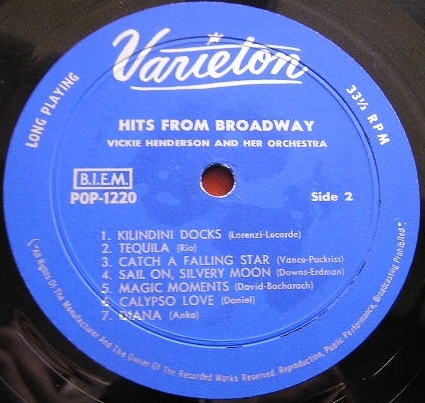 Varieton
LONG PLAYING
33⅓ RPM
HITS FROM BROADWAY
VICKIE HENDERSON AND HER ORCHESTRA
B.I.E.M.
POP-1220
Side 2
1. KILINDINI DOCKS (Lorenzi-Lecorde)
2. TEQUILA (Rio)
3. CATCH A FALLING STAR (Vance-Packriss)
4. SAIL ON, SILVERY MOON (Downs-Erdman)
5. MAGIC MOMENTS (David-Bacharach)
6. CALYPSO LOVE (Daniel)
7. DIANA (Anka)
"All Rights Of The Manufacturer And The Owner Of The Recorded Works Reserved. Reproduction, Public Performance, Broadcasting Prohibited"